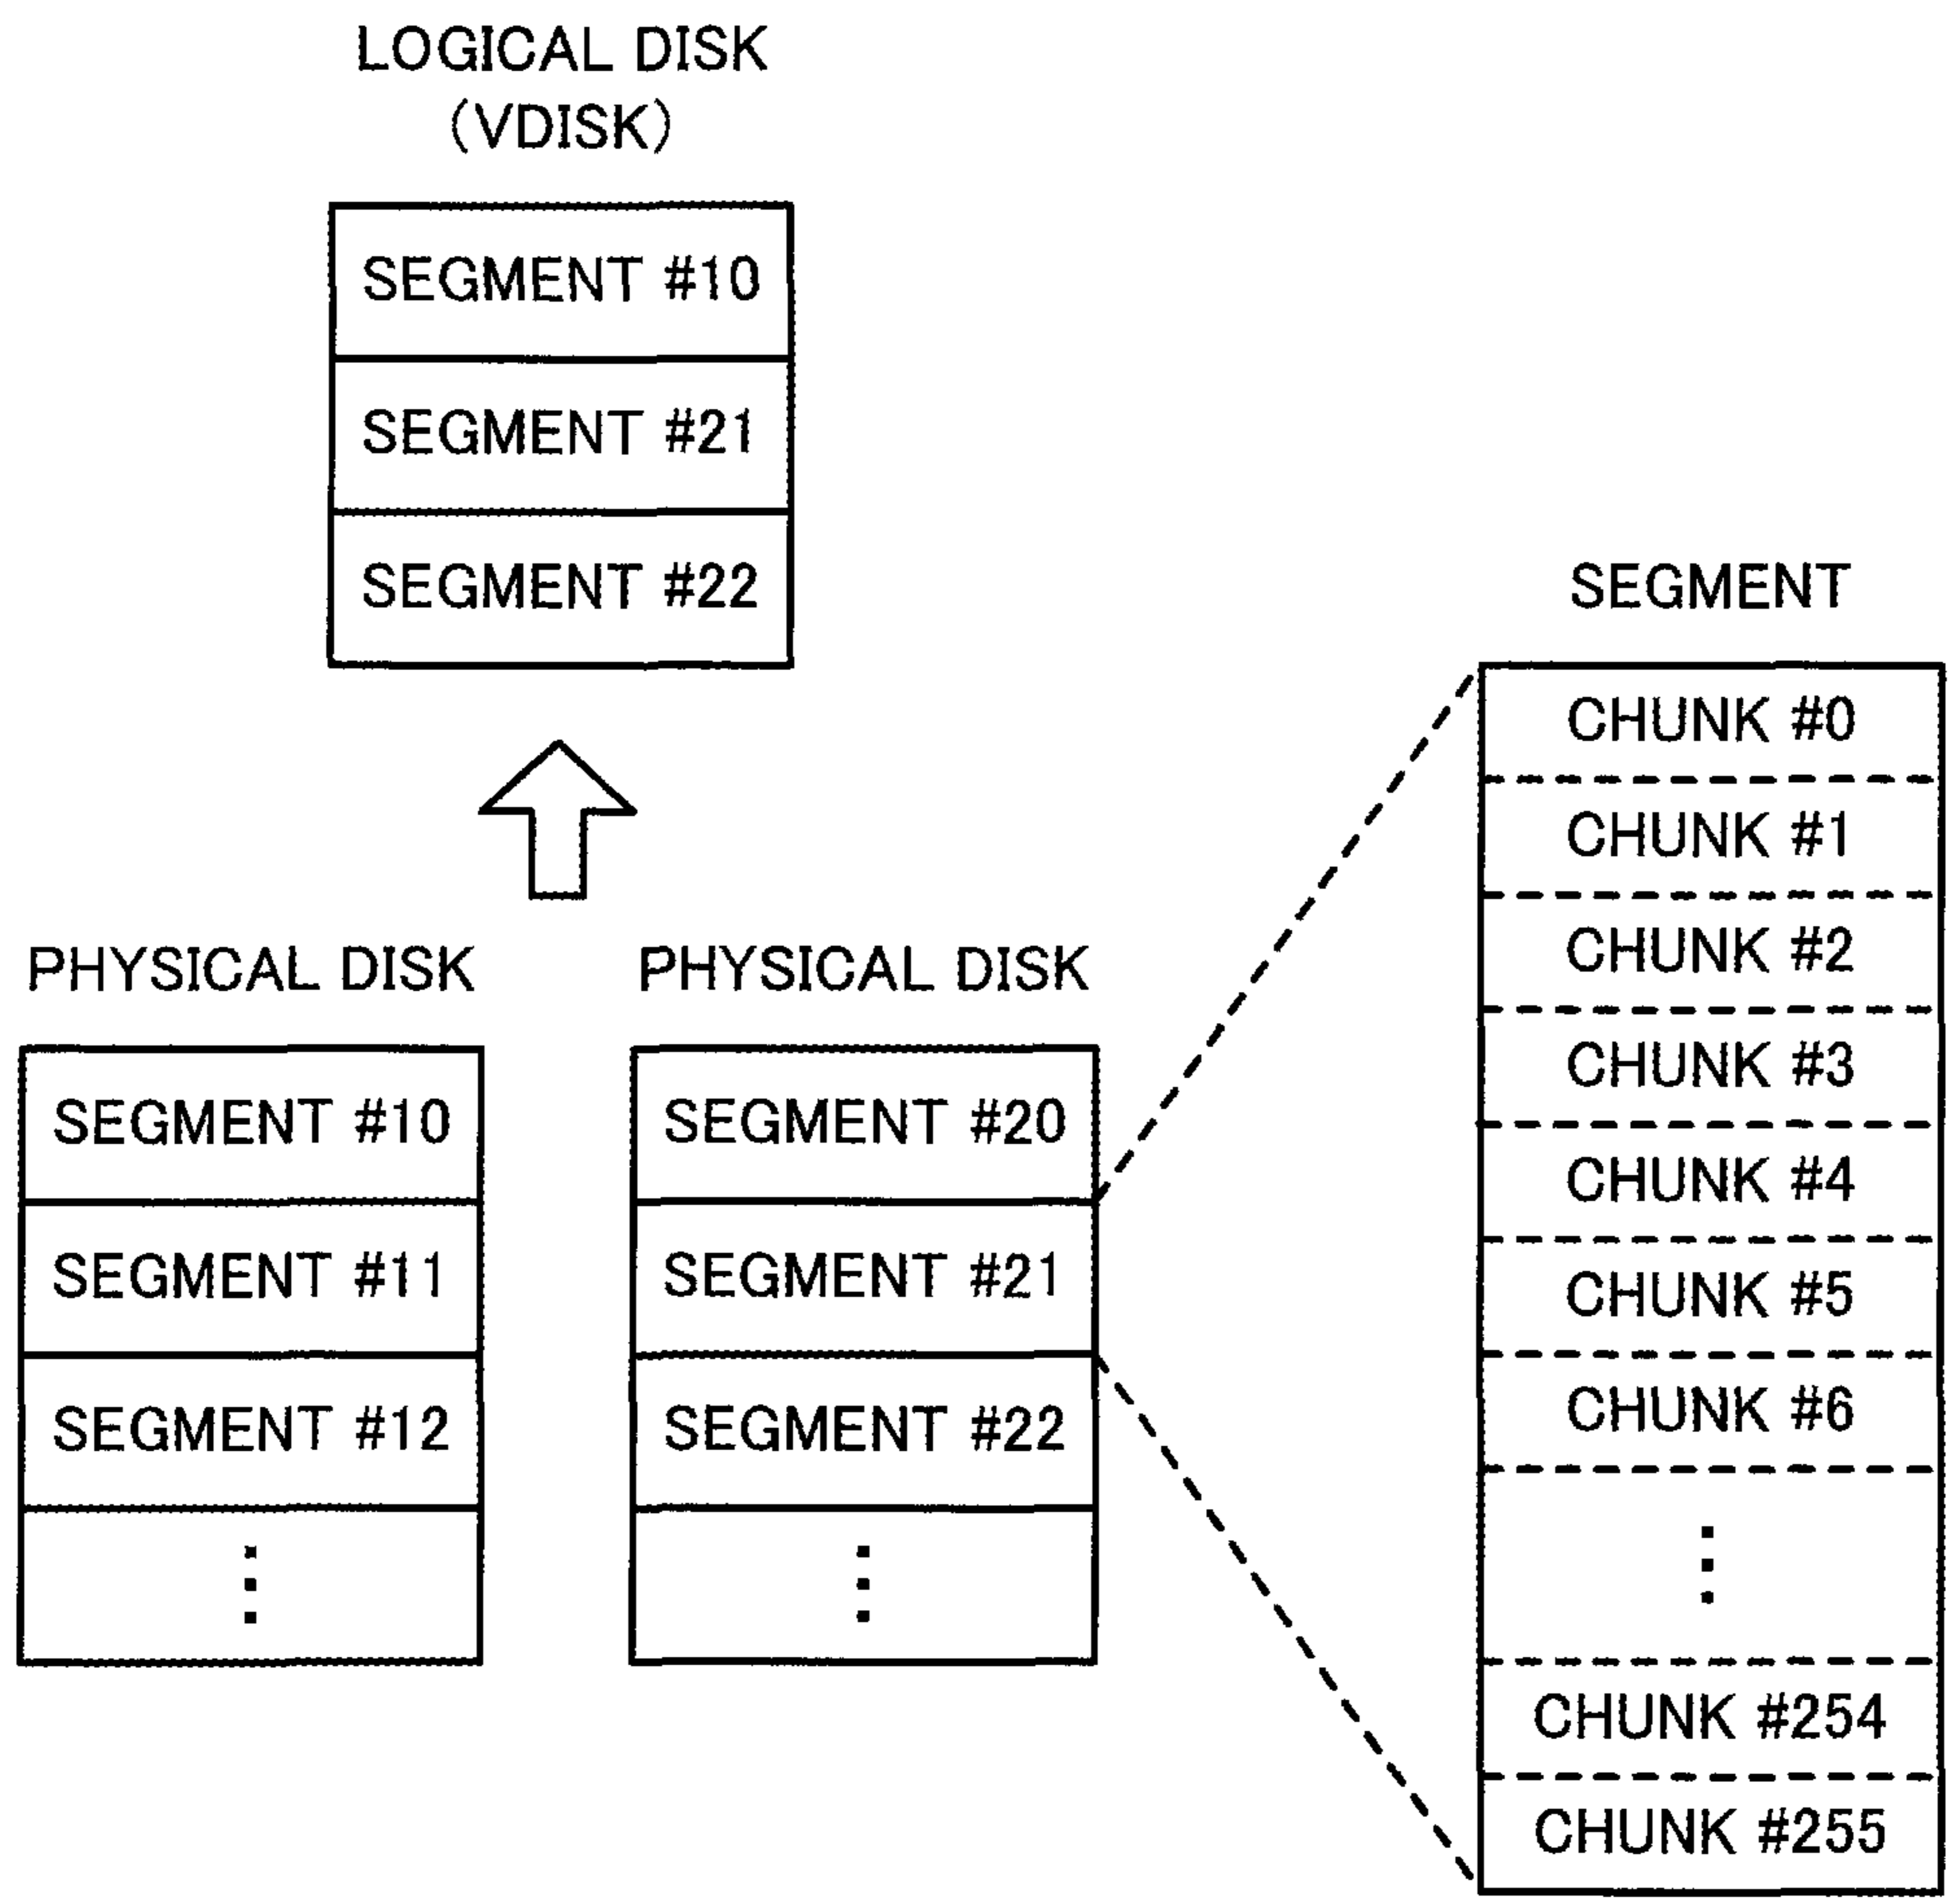 LOGICAL DISK
(VDISK)
SEGMENT #10
SEGMENT #21
SEGMENT #22
PHYSICAL DISK
SEGMENT #10
SEGMENT #11
SEGMENT #12
PHYSICAL DISK
SEGMENT #20
SEGMENT #21
SEGMENT #22
SEGMENT
CHUNK #0
CHUNK #1
CHUNK #2
CHUNK #3
CHUNK #4
CHUNK #5
CHUNK #6
CHUNK #254
CHUNK #255